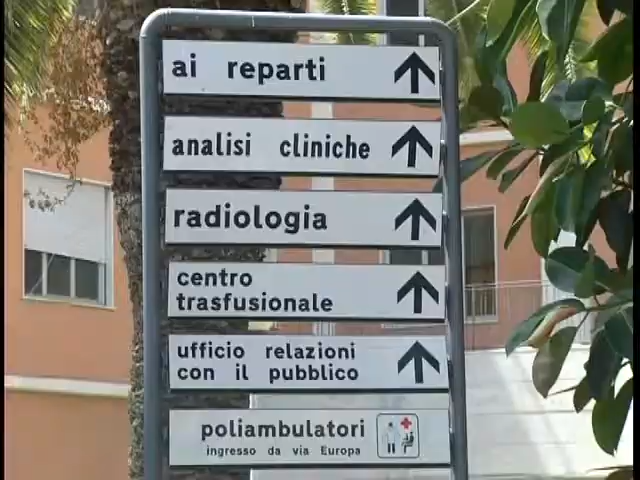 ai reparti
analisi cliniche
radiologia
centro
trasfusionale
ufficio relazioni
con il pubblico
poliambulatori
ingresso da via Europa